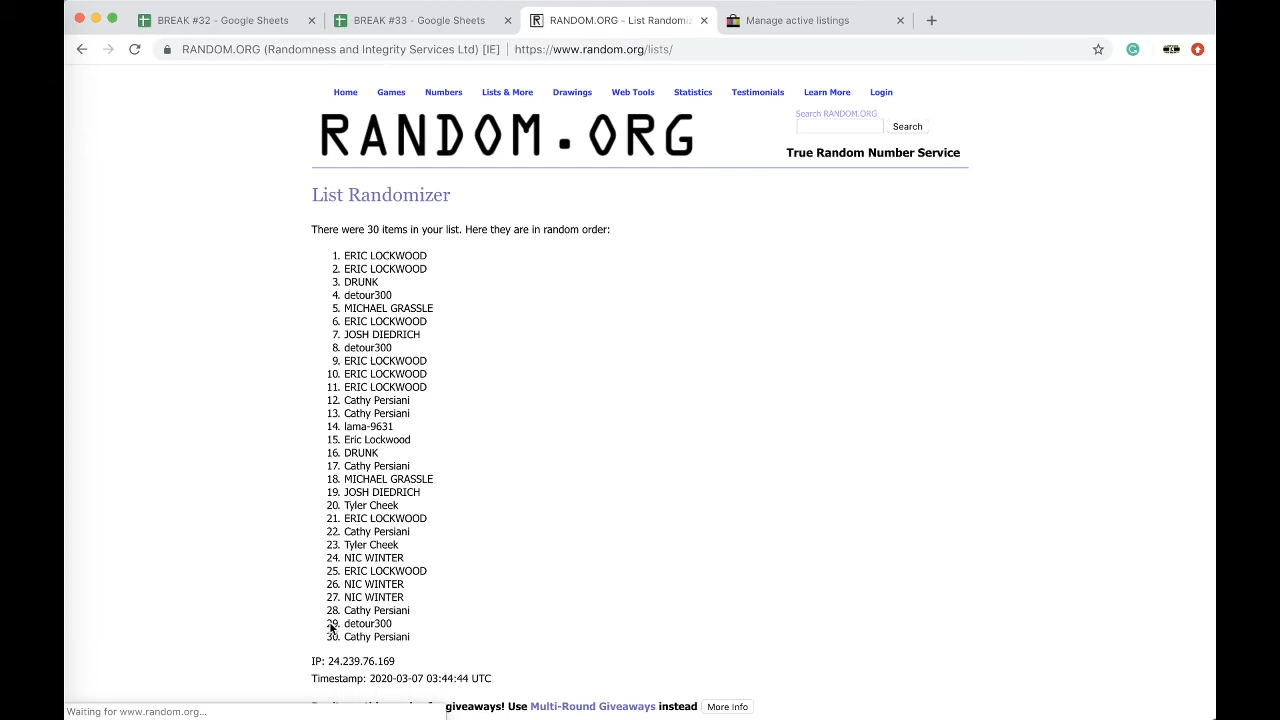 BREAK #32 - Google Sheets
BREAK #33 - Google Sheets
RANDOM.ORG - List Randomiz
Manage active listings
RANDOM.ORG (Randomness and Integrity Services Ltd) [IE]
https://www.random.org/lists/
Home Games Numbers Lists & More Drawings Web Tools Statistics Testimonials Learn More Login
Search RANDOM.ORG
Search
RANDOM.ORG
True Random Number Service
List Randomizer
There were 30 items in your list. Here they are in random order:
1. ERIC LOCKWOOD
2. ERIC LOCKWOOD
3. DRUNK
4. detour300
5. MICHAEL GRASSLE
6. ERIC LOCKWOOD
7. JOSH DIEDRICH
8. detour300
9. ERIC LOCKWOOD
10. ERIC LOCKWOOD
11. ERIC LOCKWOOD
12. Cathy Persiani
13. Cathy Persiani
14. lama-9631
15. Eric Lockwood
16. DRUNK
17. Cathy Persiani
18. MICHAEL GRASSLE
19. JOSH DIEDRICH
20. Tyler Cheek
21. ERIC LOCKWOOD
22. Cathy Persiani
23. Tyler Cheek
24. NIC WINTER
25. ERIC LOCKWOOD
26. NIC WINTER
27. NIC WINTER
28. Cathy Persiani
29. detour300
30. Cathy Persiani
IP: 24.239.76.169
Timestamp: 2020-03-07 03:44:44 UTC
giveaways! Use Multi-Round Giveaways instead More Info
Waiting for www.random.org...